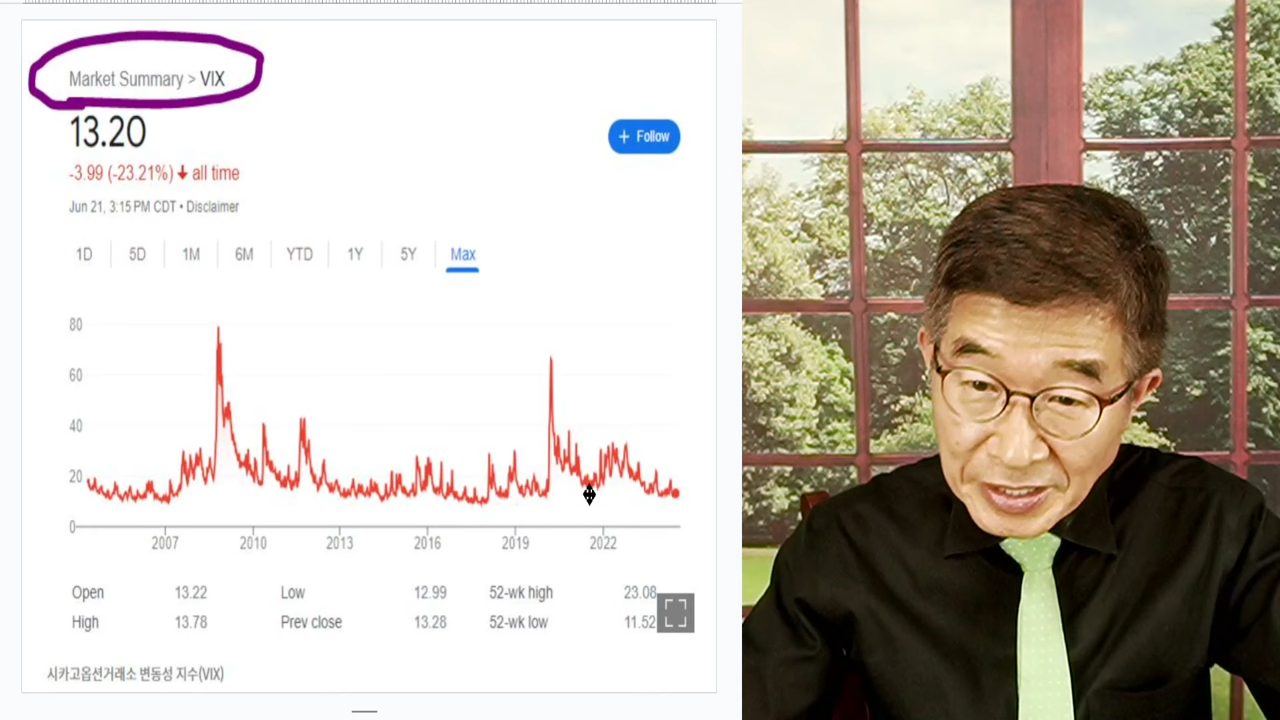 Market Summary > VIX
13.20
+ Follow
-3.99 (-23.21%) ↓ all time
Jun 21, 3:15 PM CDT • Disclaimer
1D 5D 1M 6M YTD 1Y 5Y Max
80
60
40
20
0
2007 2010 2013 2016 2019 2022
Open 13.22 Low 12.99 52-wk high 23.08
High 13.78 Prev close 13.28 52-wk low 11.52
시카고옵션거래소 변동성 지수(VIX)